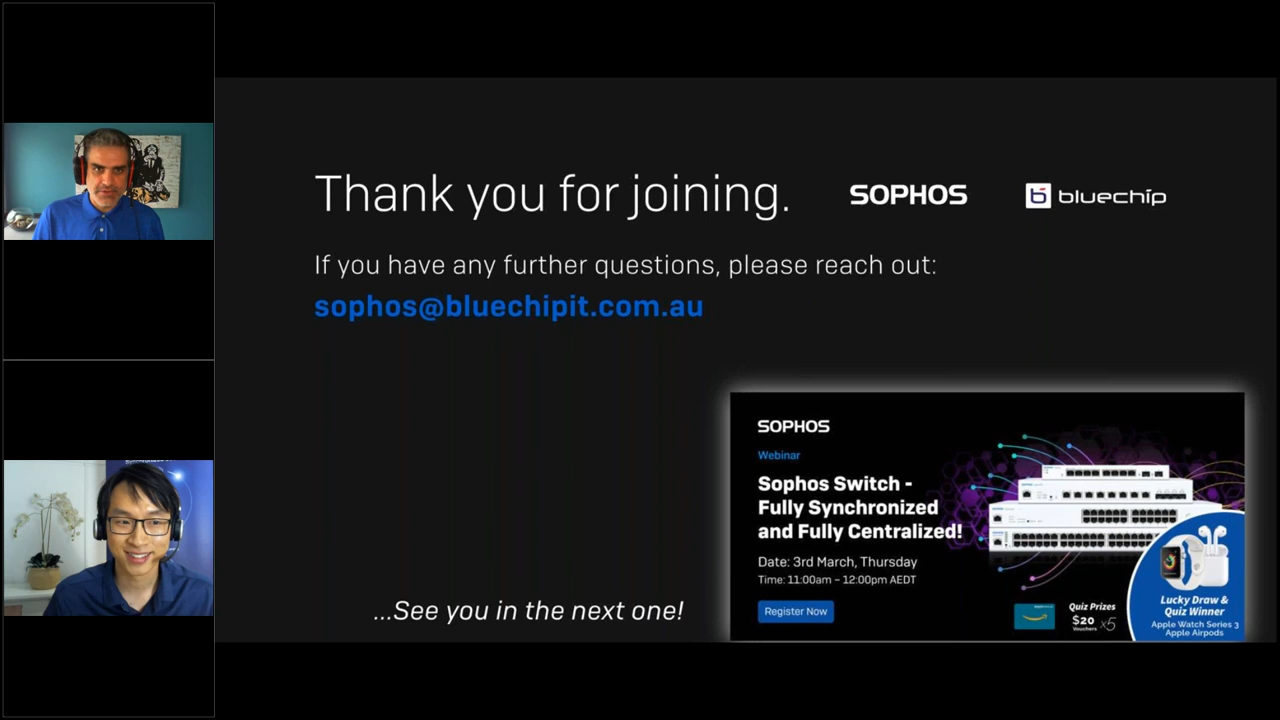 Thank you for joining.
SOPHOS
bluechip
If you have any further questions, please reach out:
sophos@bluechipit.com.au
SOPHOS
Webinar
Sophos Switch -
Fully Synchronized
and Fully Centralized!
Date: 3rd March, Thursday
Time: 11:00am – 12:00pm AEDT
Register Now
Quiz Prizes
$20
Vouchers
x5
Lucky Draw &
Quiz Winner
Apple Watch Series 3
Apple Airpods
...See you in the next one!